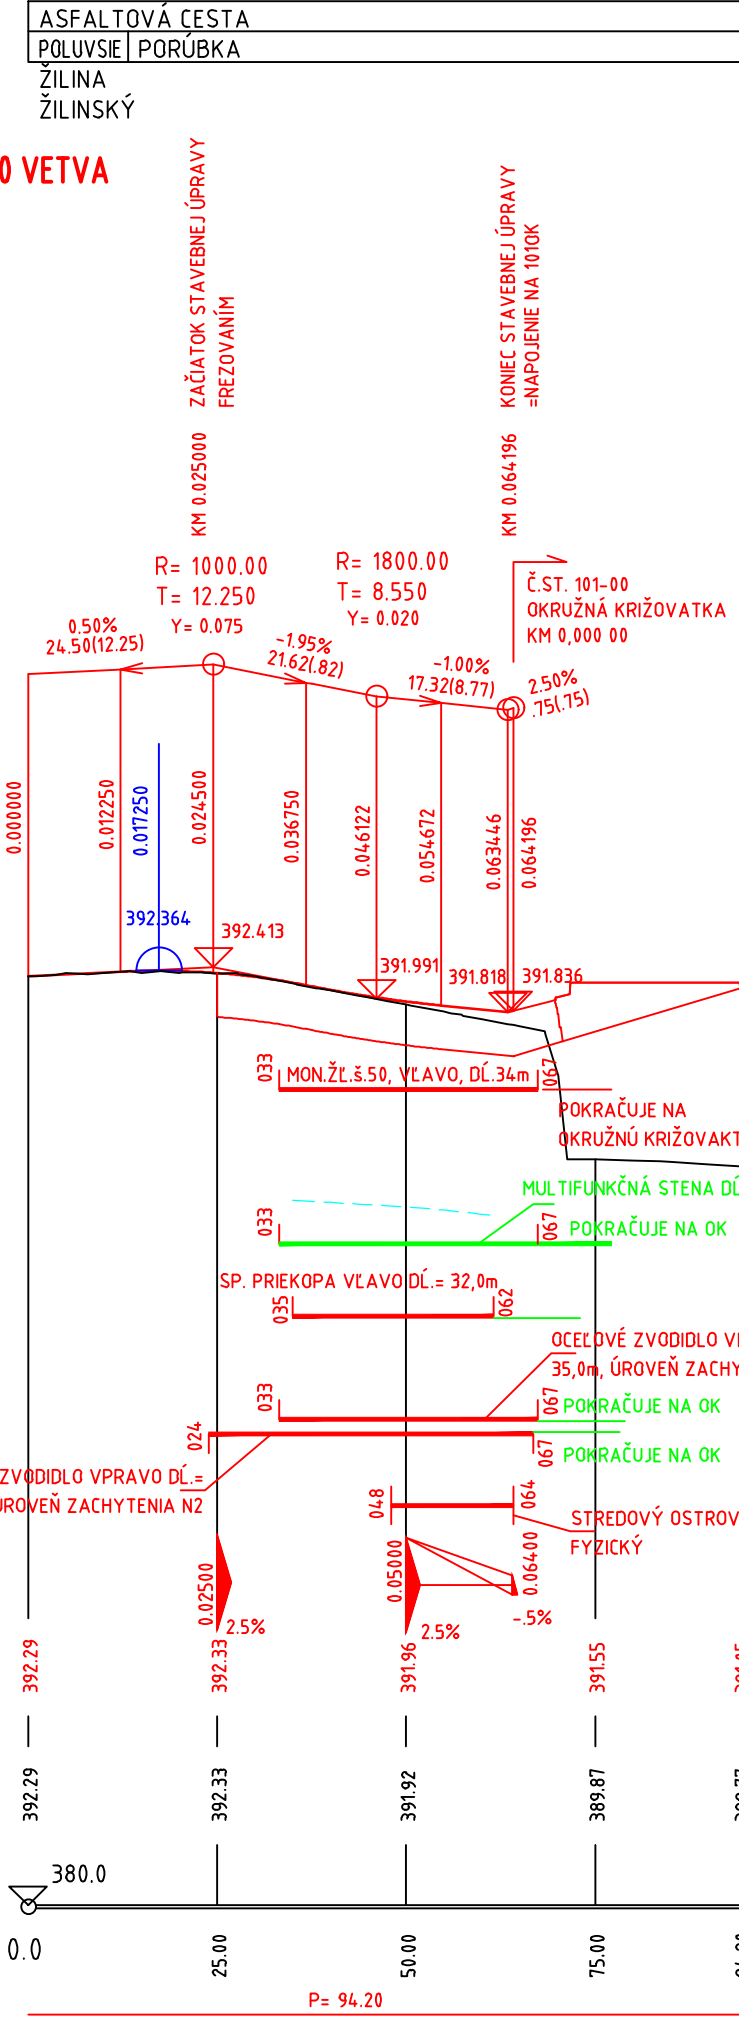 ASFALTOVÁ CESTA
POLUVSIE PORÚBKA
ŽILINA
ŽILINSKÝ
0 VETVA
KM 0.025000 ZAČIATOK STAVEBNEJ ÚPRAVY
FREZOVANÍM
KM 0.064196 KONIEC STAVEBNEJ ÚPRAVY
=NAPOJENIE NA 101OK
R= 1000.00
T= 12.250
Y= 0.075
R= 1800.00
T= 8.550
Y= 0.020
Č.ST. 101-00
OKRUŽNÁ KRIŽOVATKA
KM 0,000 00
0.50%
24.50(12.25)
-1.95%
21.62(.82)
-1.00%
17.32(8.77)
2.50%
.75(.75)
0.000000
0.012250
0.017250
0.024500
0.036750
0.046122
0.054672
0.063446
0.064196
392.364
392.413
391.991
391.818
391.836
033
MON.ŽĽ.š.50, VĽAVO, DĹ.34m
067
POKRAČUJE NA
OKRUŽNÚ KRIŽOVAKT
MULTIFUNKČNÁ STENA DĹ
033
067
POKRAČUJE NA OK
SP. PRIEKOPA VĽAVO DĹ.= 32,0m
035
062
OCEĽOVÉ ZVODIDLO V
35,0m, ÚROVEŇ ZACHY
033
067
POKRAČUJE NA OK
024
067
POKRAČUJE NA OK
ZVODIDLO VPRAVO DĹ.=
ÚROVEŇ ZACHYTENIA N2
048
064
STREDOVÝ OSTROV
FYZICKÝ
0.02500
2.5%
0.05000
2.5%
0.06400
-.5%
392.29
392.33
391.96
391.55
392.29
392.33
391.92
389.87
380.0
0.0
25.00
50.00
75.00
P= 94.20